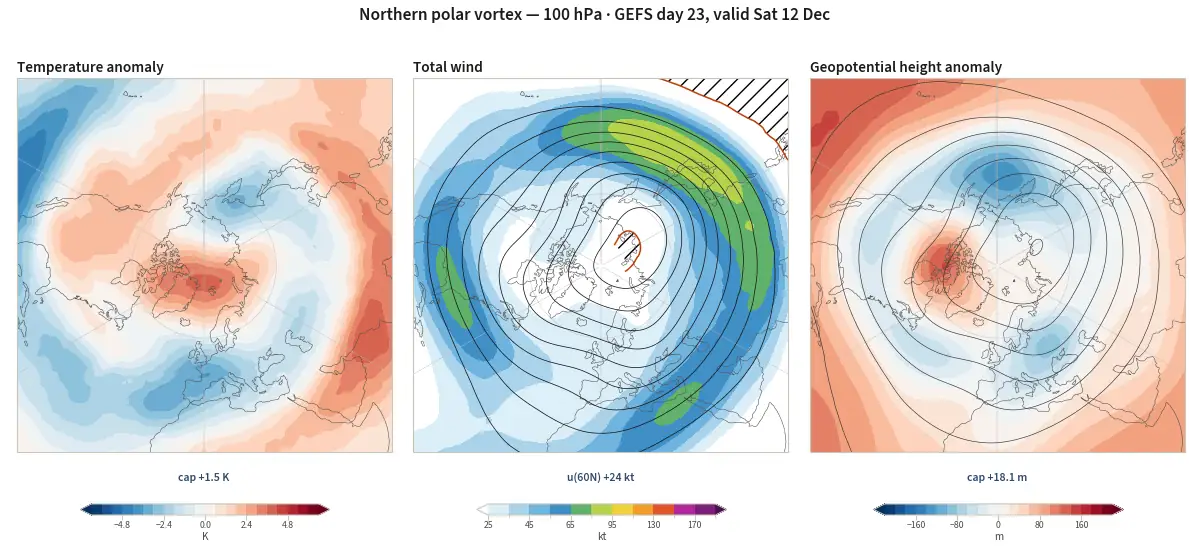 Northern polar vortex — 100 hPa · GEFS day 23, valid Sat 12 Dec
Temperature anomaly
Total wind
Geopotential height anomaly
cap +1.5 K
u(60N) +24 kt
cap +18.1 m
−4.8 −2.4 0.0 2.4 4.8
K
25 45 65 95 130 170
kt
−160 −80 0 80 160
m